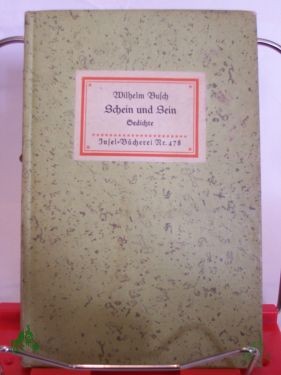 Wilhelm Busch
Schein und Sein
Gedichte
Insel-Bücherei Nr. 478